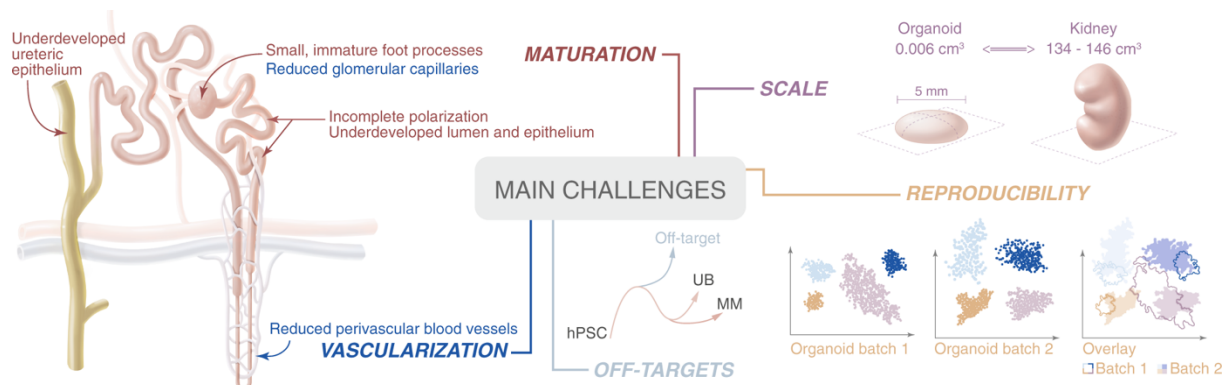 Underdeveloped
ureteric
epithelium
Small, immature foot processes
Reduced glomerular capillaries
Incomplete polarization
Underdeveloped lumen and epithelium
Reduced perivascular blood vessels
VASCULARIZATION
MATURATION
MAIN CHALLENGES
SCALE
Organoid
0.006 cm³
Kidney
134 - 146 cm³
5 mm
REPRODUCIBILITY
Organoid batch 1
Organoid batch 2
Overlay
Batch 1 Batch 2
Off-target
UB
MM
hPSC
OFF-TARGETS